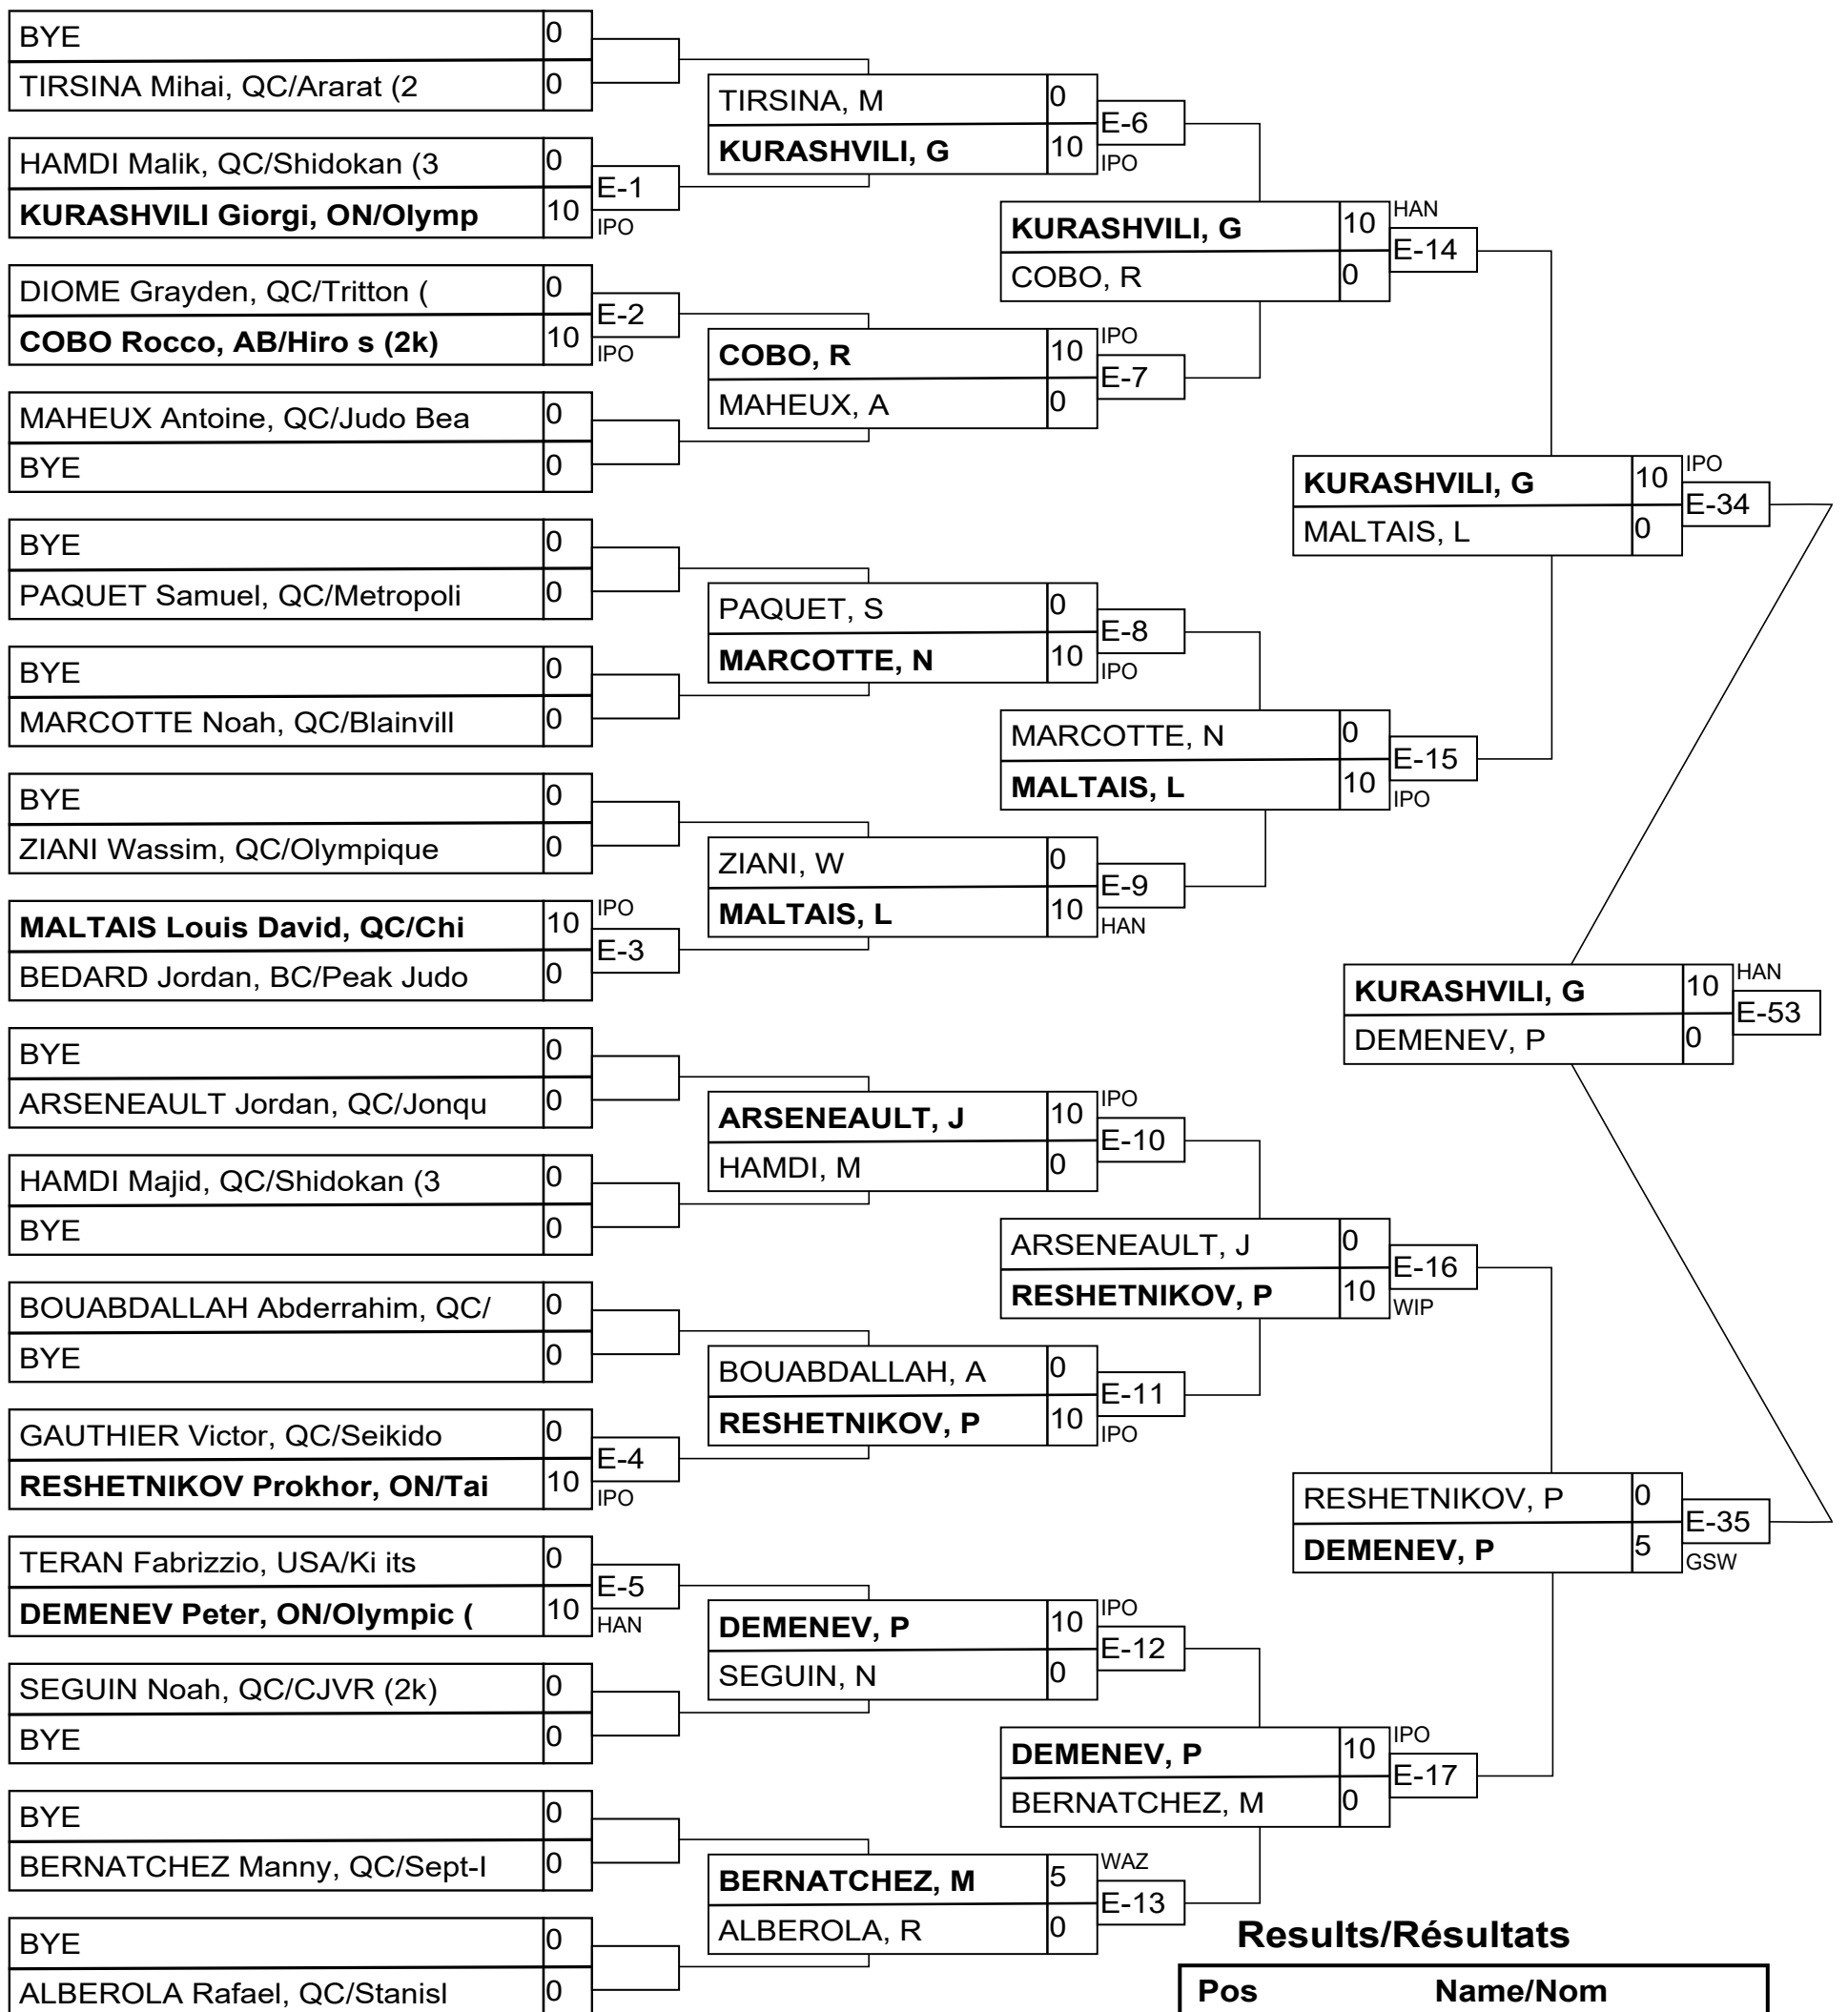 BYE 0
TIRSINA Mihai, QC/Ararat (2 0
HAMDI Malik, QC/Shidokan (3 0
E-1
KURASHVILI Giorgi, ON/Olymp 10
IPO
DIOME Grayden, QC/Tritton ( 0
E-2
COBO Rocco, AB/Hiro s (2k) 10
IPO
MAHEUX Antoine, QC/Judo Bea 0
BYE 0
BYE 0
PAQUET Samuel, QC/Metropoli 0
BYE 0
MARCOTTE Noah, QC/Blainvill 0
BYE 0
ZIANI Wassim, QC/Olympique 0
IPO
MALTAIS Louis David, QC/Chi 10
E-3
BEDARD Jordan, BC/Peak Judo 0
BYE 0
ARSENEAULT Jordan, QC/Jonqu 0
HAMDI Majid, QC/Shidokan (3 0
BYE 0
BOUABDALLAH Abderrahim, QC/ 0
BYE 0
GAUTHIER Victor, QC/Seikido 0
E-4
RESHETNIKOV Prokhor, ON/Tai 10
IPO
TERAN Fabrizzio, USA/Ki its 0
E-5
DEMENEV Peter, ON/Olympic ( 10
HAN
SEGUIN Noah, QC/CJVR (2k) 0
BYE 0
BYE 0
BERNATCHEZ Manny, QC/Sept-I 0
BYE 0
ALBEROLA Rafael, QC/Stanisl 0
TIRSINA, M 0
E-6
KURASHVILI, G 10
IPO
IPO
COBO, R 10
E-7
MAHEUX, A 0
PAQUET, S 0
E-8
MARCOTTE, N 10
IPO
ZIANI, W 0
E-9
MALTAIS, L 10
HAN
IPO
ARSENEAULT, J 10
E-10
HAMDI, M 0
BOUABDALLAH, A 0
E-11
RESHETNIKOV, P 10
IPO
IPO
DEMENEV, P 10
E-12
SEGUIN, N 0
WAZ
BERNATCHEZ, M 5
E-13
ALBEROLA, R 0
HAN
KURASHVILI, G 10
E-14
COBO, R 0
MARCOTTE, N 0
E-15
MALTAIS, L 10
IPO
ARSENEAULT, J 0
E-16
RESHETNIKOV, P 10
WIP
IPO
DEMENEV, P 10
E-17
BERNATCHEZ, M 0
IPO
KURASHVILI, G 10
E-34
MALTAIS, L 0
RESHETNIKOV, P 0
E-35
DEMENEV, P 5
GSW
HAN
KURASHVILI, G 10
E-53
DEMENEV, P 0
Results/Résultats
Pos Name/Nom